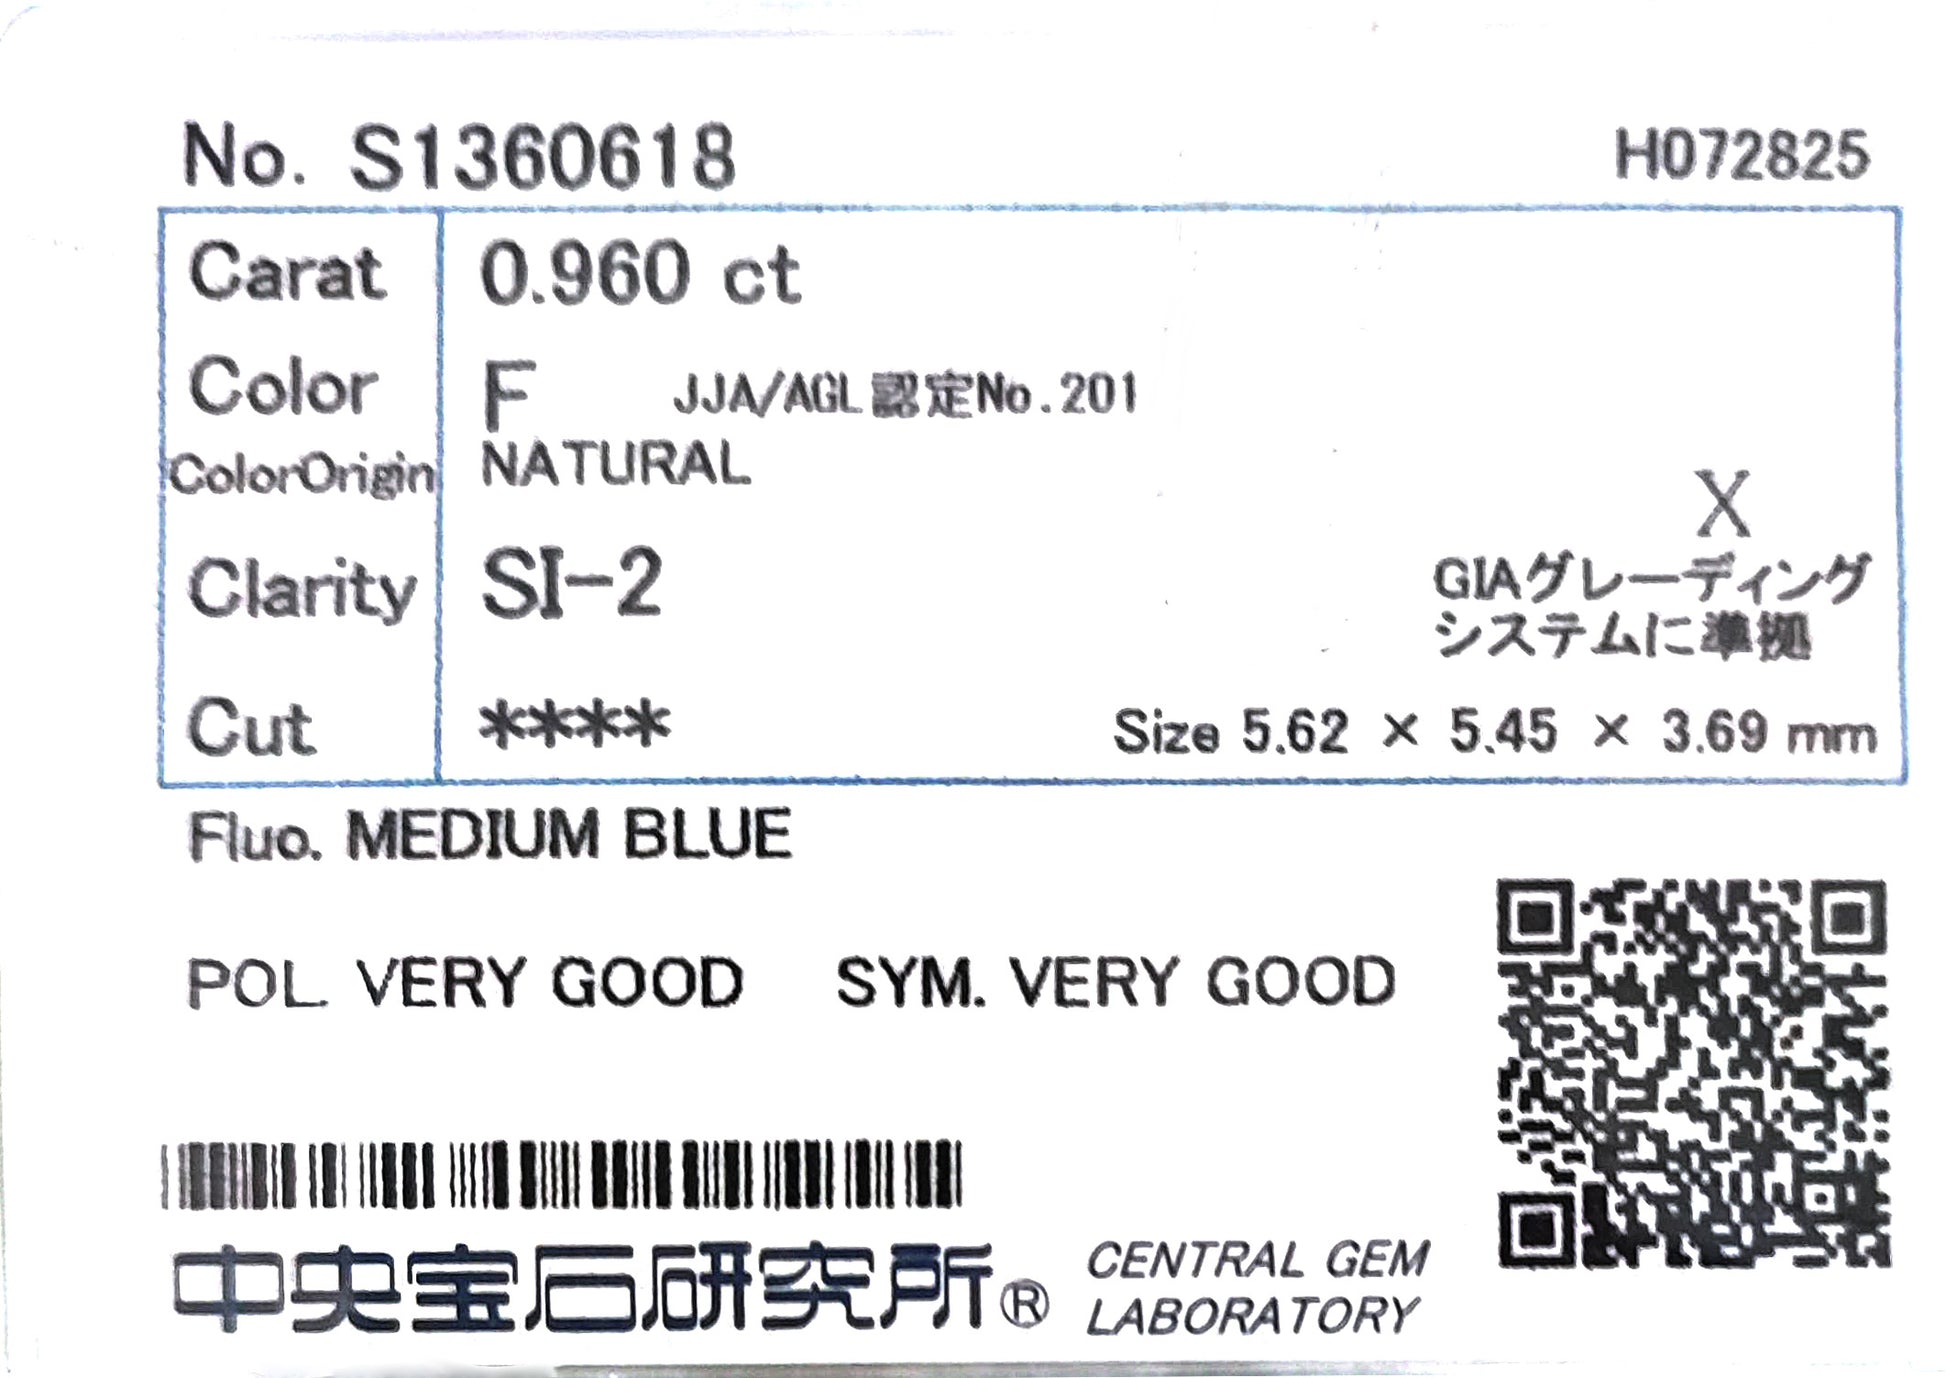 No. S1360618 H072825
Carat 0.960 ct
Color F JJA/AGL認定No.201
ColorOrigin NATURAL
X
Clarity SI-2 GIAグレーディング
システムに準拠
Cut **** Size 5.62 × 5.45 × 3.69 mm
Fluo. MEDIUM BLUE
POL. VERY GOOD SYM. VERY GOOD
中央宝石研究所® CENTRAL GEM
LABORATORY